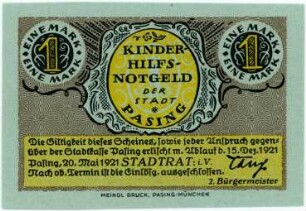 EINE MARK
1
EINE MARK
KINDER-
HILFS-
NOTGELD
DER
STADT
PASING
EINE MARK
1
EINE MARK
Die Giltigkeit dieses Scheines, sowie jeder Anspruch gegen-
über der Stadtkasse Pasing erlischt m. Ablauf d. 15. Dez. 1921
Pasing, 20. Mai 1921 STADTRAT: i.V.
Nach ob. Termin ist die Einlösg. ausgeschlossen.
2. Bürgermeister
MEINDL DRUCK, PASING-MÜNCHEN